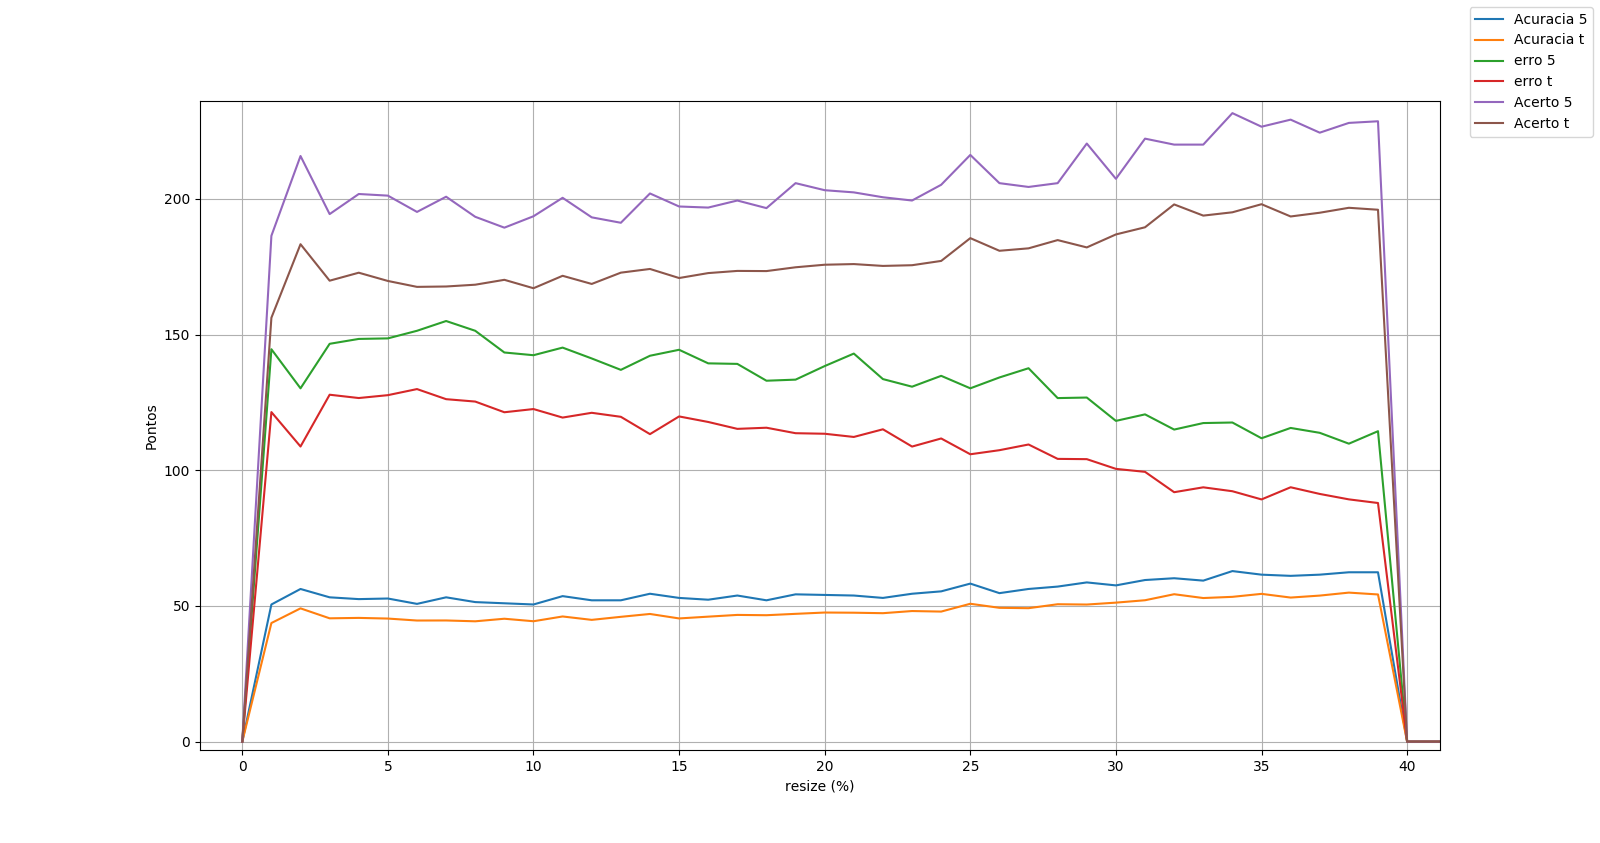 Acuracia 5
Acuracia t
erro 5
erro t
Acerto 5
Acerto t
Pontos
200
150
100
50
0
0 5 10 15 20 25 30 35 40
resize (%)